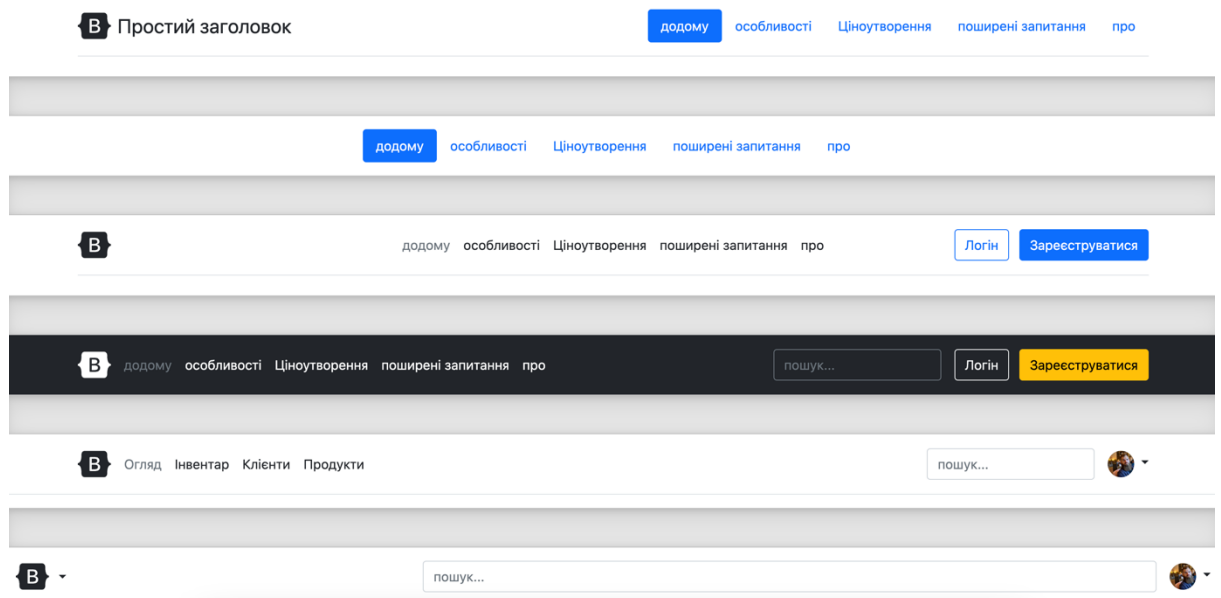 B Простий заголовок додому особливості Ціноутворення поширені запитання про
додому особливості Ціноутворення поширені запитання про
B додому особливості Ціноутворення поширені запитання про Логін Зареєструватися
B додому особливості Ціноутворення поширені запитання про пошук... Логін Зареєструватися
B Огляд Інвентар Клієнти Продукти пошук...
B пошук...